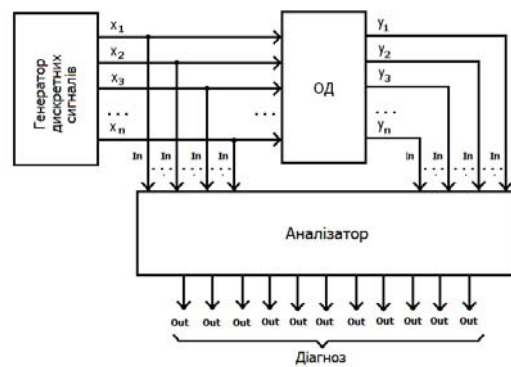 Генератор
дискретних
сигналів
x1
x2
x3
...
xn
...
ОД
y1
y2
y3
...
yn
In In In In
In In In In
Аналізатор
Out Out Out Out Out Out Out Out Out Out Out
Діагноз